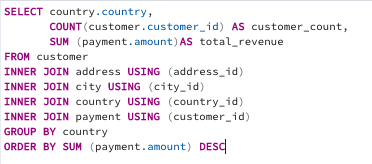 SELECT country.country,
       COUNT(customer.customer_id) AS customer_count,
       SUM (payment.amount)AS total_revenue
FROM customer
INNER JOIN address USING (address_id)
INNER JOIN city USING (city_id)
INNER JOIN country USING (country_id)
INNER JOIN payment USING (customer_id)
GROUP BY country
ORDER BY SUM (payment.amount) DESC